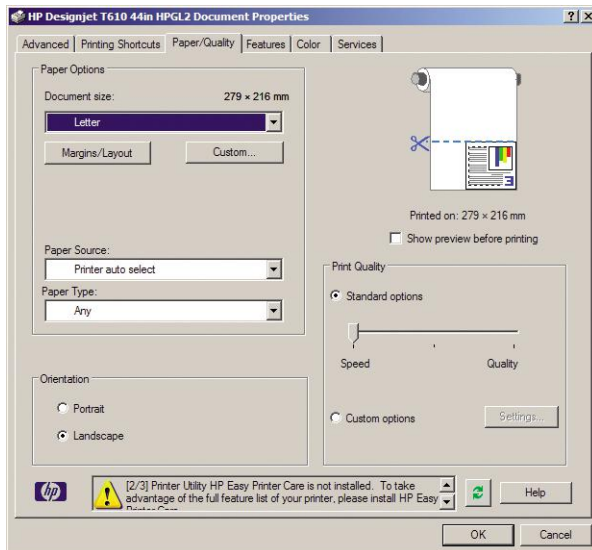 HP Designjet T610 44in HPGL2 Document Properties
Advanced
Printing Shortcuts
Paper/Quality
Features
Color
Services
Paper Options
Document size:
279 × 216 mm
Letter
Margins/Layout
Custom...
Paper Source:
Printer auto select
Paper Type:
Any
Orientation
Portrait
Landscape
Printed on: 279 × 216 mm
Show preview before printing
Print Quality
Standard options
Speed
Quality
Custom options
Settings...
hp
[2/3] Printer Utility HP Easy Printer Care is not installed. To take
advantage of the full feature list of your printer, please install HP Easy
Printer Care
Help
OK
Cancel